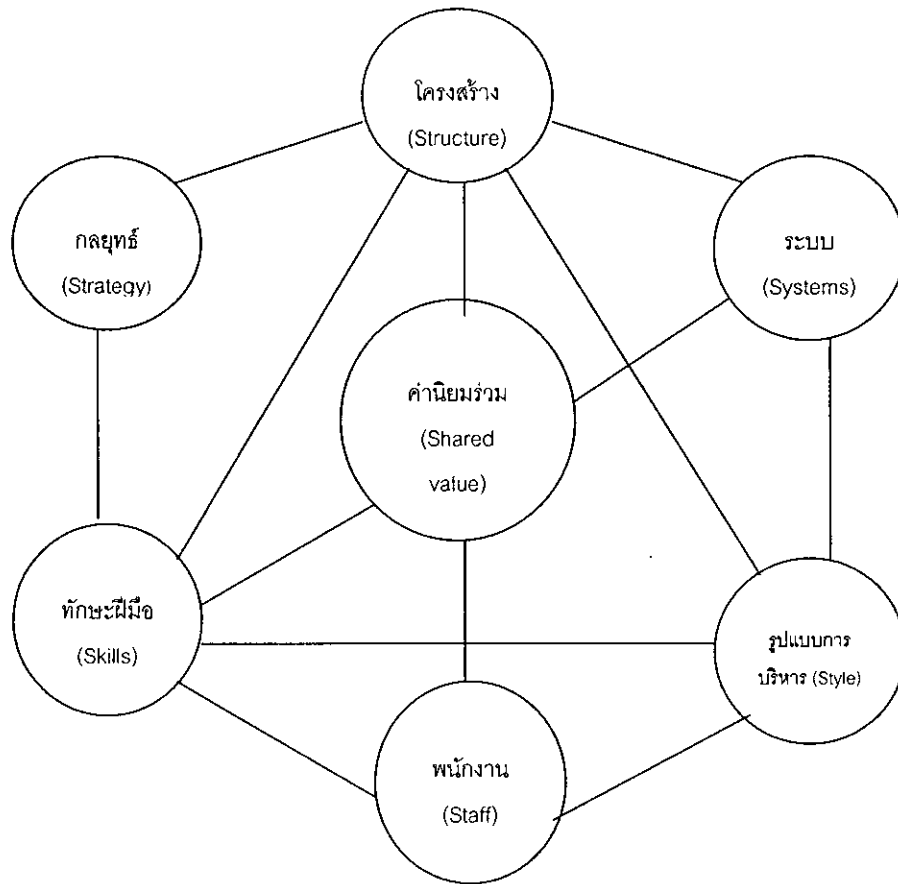 โครงสร้าง
(Structure)
กลยุทธ์
(Strategy)
ระบบ
(Systems)
ค่านิยมร่วม
(Shared
value)
ทักษะฝีมือ
(Skills)
รูปแบบการ
บริหาร (Style)
พนักงาน
(Staff)